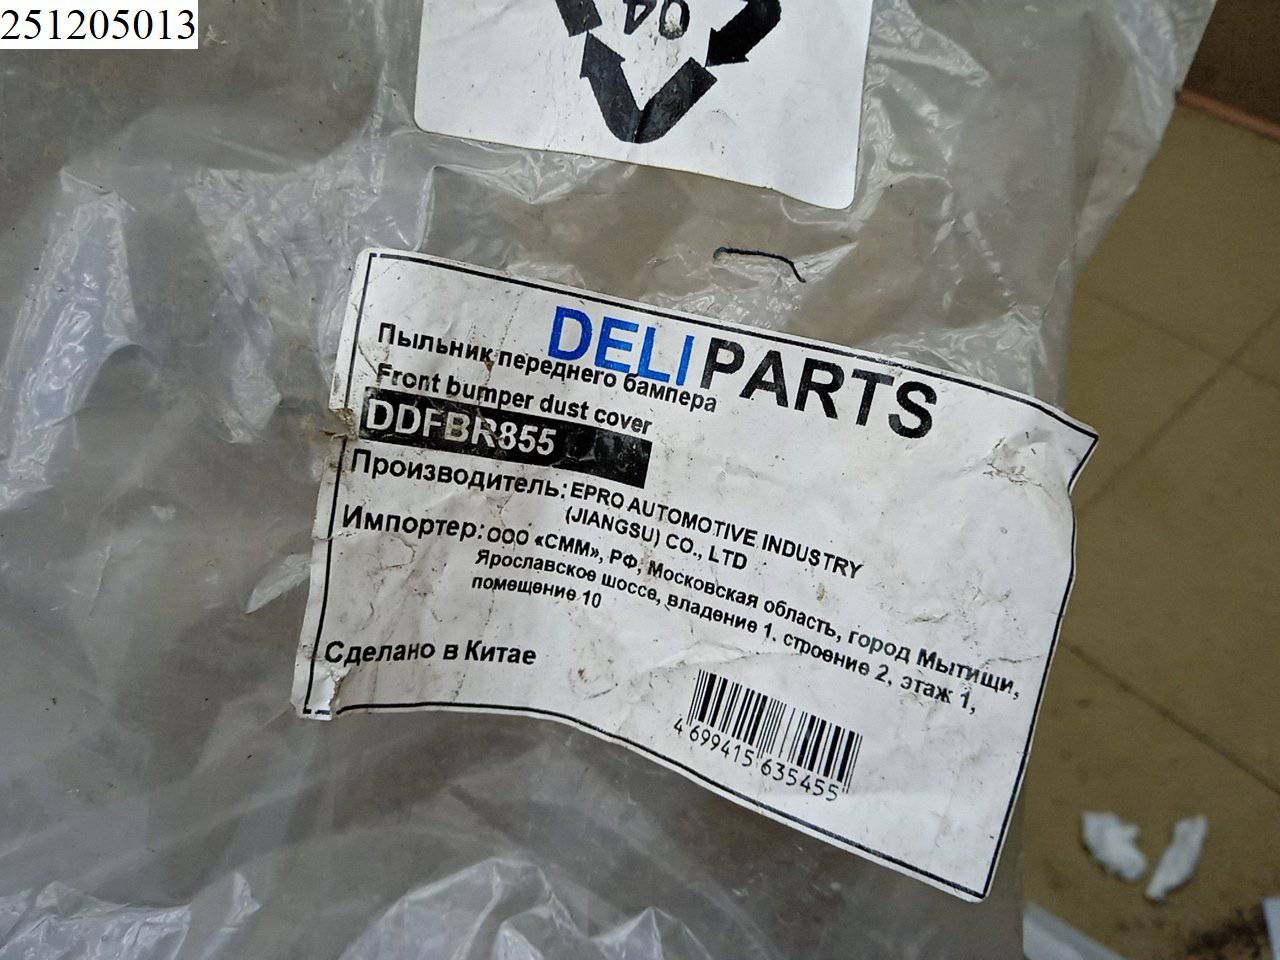 251205013
04
DELIPARTS
Пыльник переднего бампера
Front bumper dust cover
DDFBR855
Производитель: EPRO AUTOMOTIVE INDUSTRY
(JIANGSU) CO., LTD
Импортер: ООО «СММ», РФ, Московская область, город Мытищи,
Ярославское шоссе, владение 1, строение 2, этаж 1,
помещение 10
Сделано в Китае
4 699415 635455